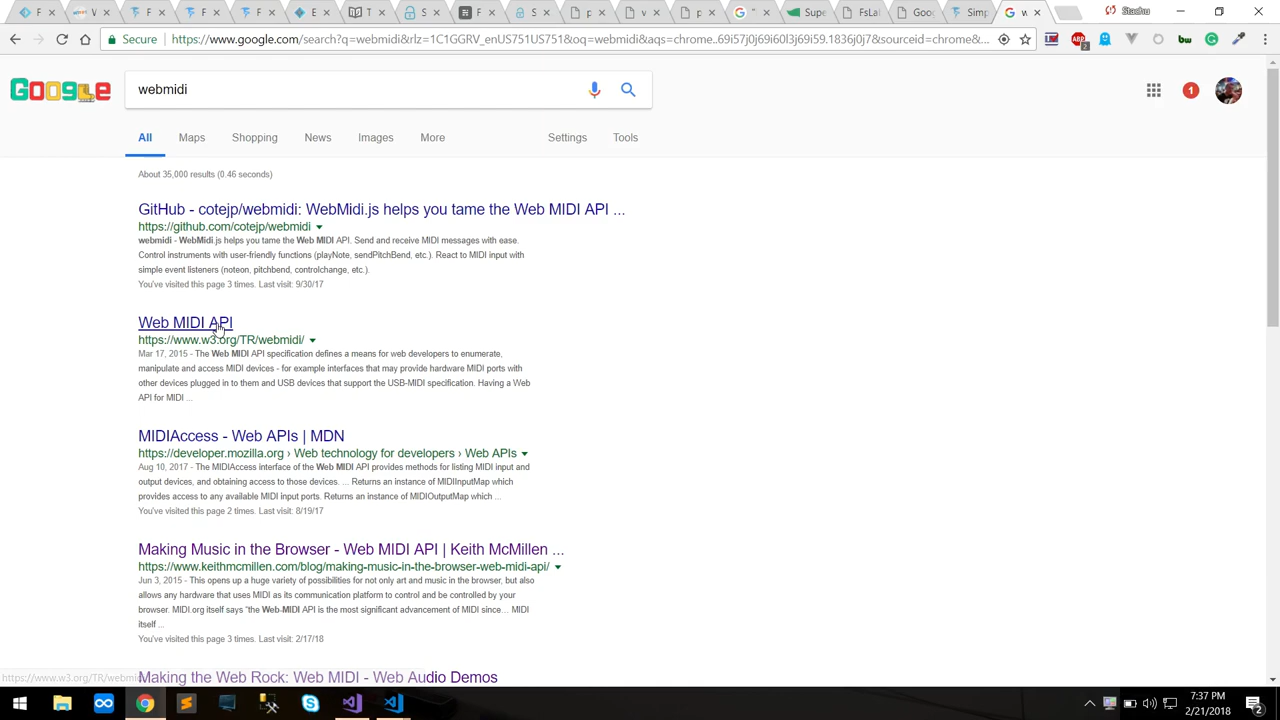 Stachu
Secure
https://www.google.com/search?q=webmidi&rlz=1C1GGRV_enUS751US751&oq=webmidi&aqs=chrome..69i57j0j69i60l3j69i59.1836j0j7&sourceid=chrome&...
2
Google
webmidi
1
All Maps Shopping News Images More Settings Tools
About 35,000 results (0.46 seconds)
GitHub - cotejp/webmidi: WebMidi.js helps you tame the Web MIDI API ...
https://github.com/cotejp/webmidi
webmidi - WebMidi.js helps you tame the Web MIDI API. Send and receive MIDI messages with ease.
Control instruments with user-friendly functions (playNote, sendPitchBend, etc.). React to MIDI input with
simple event listeners (noteon, pitchbend, controlchange, etc.).
You've visited this page 3 times. Last visit: 9/30/17
Web MIDI API
https://www.w3.org/TR/webmidi/
Mar 17, 2015 - The Web MIDI API specification defines a means for web developers to enumerate,
manipulate and access MIDI devices - for example interfaces that may provide hardware MIDI ports with
other devices plugged in to them and USB devices that support the USB-MIDI specification. Having a Web
API for MIDI ...
MIDIAccess - Web APIs | MDN
https://developer.mozilla.org › Web technology for developers › Web APIs
Aug 10, 2017 - The MIDIAccess interface of the Web MIDI API provides methods for listing MIDI input and
output devices, and obtaining access to those devices. ... Returns an instance of MIDIInputMap which
provides access to any available MIDI input ports. Returns an instance of MIDIOutputMap which ...
You've visited this page 2 times. Last visit: 8/19/17
Making Music in the Browser - Web MIDI API | Keith McMillen ...
https://www.keithmcmillen.com/blog/making-music-in-the-browser-web-midi-api/
Jun 3, 2015 - This opens up a huge variety of possibilities for not only art and music in the browser, but also
allows any hardware that uses MIDI as its communication platform to control and be controlled by your
browser. MIDI.org itself says "the Web-MIDI API is the most significant advancement of MIDI since... MIDI
itself ...
You've visited this page 3 times. Last visit: 2/17/18
https://www.w3.org/TR/webmidi
Making the Web Rock: Web MIDI - Web Audio Demos
7:37 PM
2/21/2018
2